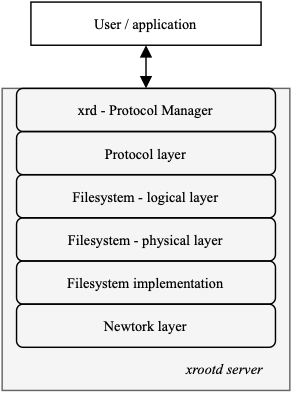 User / application
xrd - Protocol Manager
Protocol layer
Filesystem - logical layer
Filesystem - physical layer
Filesystem implementation
Newtork layer
xrootd server